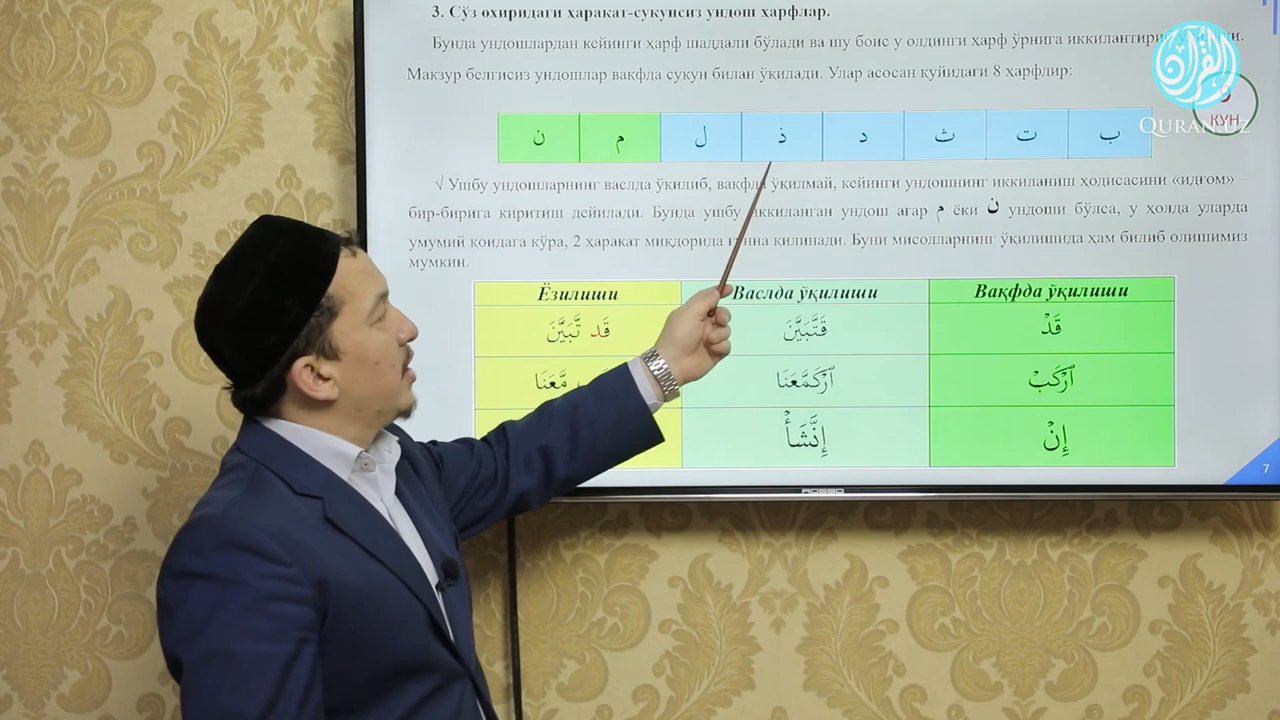 3. Сўз охиридаги ҳаракат-сукунсиз ундош ҳарфлар.
Бунда ундошлардан кейинги ҳарф шаддали бўлади ва шу боис у олдинги ҳарф ўрнига
Мазкур белгисиз ундошлар вақфда сукун билан ўқилади. Улар асосан қуйидаги 8 ҳарфдир:
القرآن
QURAN.UZ
КУН
ب ت ث د ذ ل م ن
√ Ушбу ундошларнинг васлда ўқилиб, вақфда ўқилмай, кейинги ундошнинг иккиланиш ҳодисасини «идғом» –
бир-бирига киритиш дейилади. Бунда ушбу иккиланган ундош агар م ёки ن ундоши бўлса, у ҳолда уларда
умумий қоидага кўра, 2 ҳаракат миқдорида ғунна қилинади. Буни мисолларнинг ўқилишида ҳам билиб олишимиз
мумкин.
Ёзилиши Васлда ўқилиши Вақфда ўқилиши
قَد تَّبَيَّنَ قَتَّبَيَّنَ قَدْ
مَّعَنَا ٱرْكَمَّعَنَا ٱرْكَبْ
إِنَّشَأْ إِنْ
7